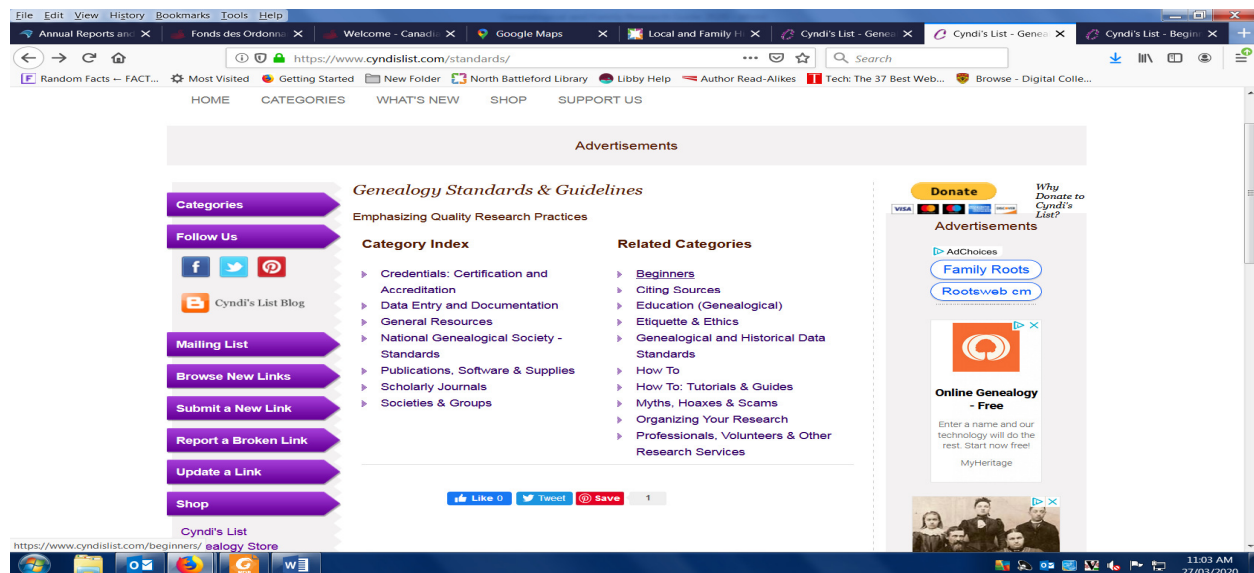 File Edit View History Bookmarks Tools Help
Annual Reports and
Fonds des Ordonna
Welcome - Canadia
Google Maps
Local and Family Hi
Cyndi's List - Genea
Cyndi's List - Genea
Cyndi's List - Beginn
https://www.cyndislist.com/standards/
Search
Random Facts ← FACT...
Most Visited
Getting Started
New Folder
North Battleford Library
Libby Help
Author Read-Alikes
Tech: The 37 Best Web...
Browse - Digital Colle...
HOME CATEGORIES WHAT'S NEW SHOP SUPPORT US
Advertisements
Categories
Follow Us
Cyndi's List Blog
Mailing List
Browse New Links
Submit a New Link
Report a Broken Link
Update a Link
Shop
Cyndi's List
ealogy Store
https://www.cyndislist.com/beginners/
Genealogy Standards & Guidelines
Emphasizing Quality Research Practices
Category Index
Credentials: Certification and
Accreditation
Data Entry and Documentation
General Resources
National Genealogical Society -
Standards
Publications, Software & Supplies
Scholarly Journals
Societies & Groups
Related Categories
Beginners
Citing Sources
Education (Genealogical)
Etiquette & Ethics
Genealogical and Historical Data
Standards
How To
How To: Tutorials & Guides
Myths, Hoaxes & Scams
Organizing Your Research
Professionals, Volunteers & Other
Research Services
Like 0
Tweet
Save
1
Donate
VISA
Why
Donate to
Cyndi's
List?
Advertisements
AdChoices
Family Roots
Rootsweb cm
Online Genealogy
- Free
Enter a name and our
technology will do the
rest. Start now free!
MyHeritage
11:03 AM
27/03/2020